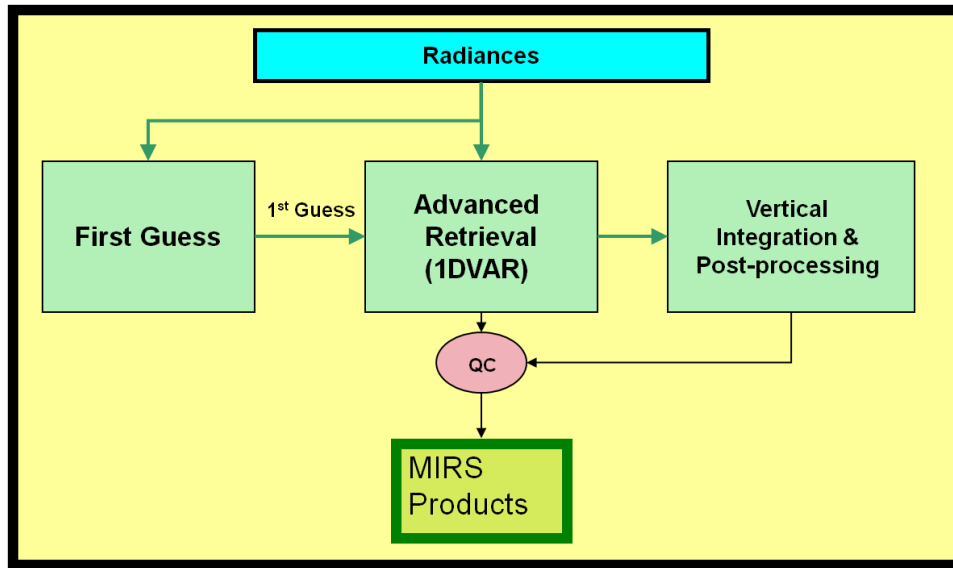 Radiances
First Guess
1st Guess
Advanced
Retrieval
(1DVAR)
Vertical
Integration &
Post-processing
QC
MIRS
Products